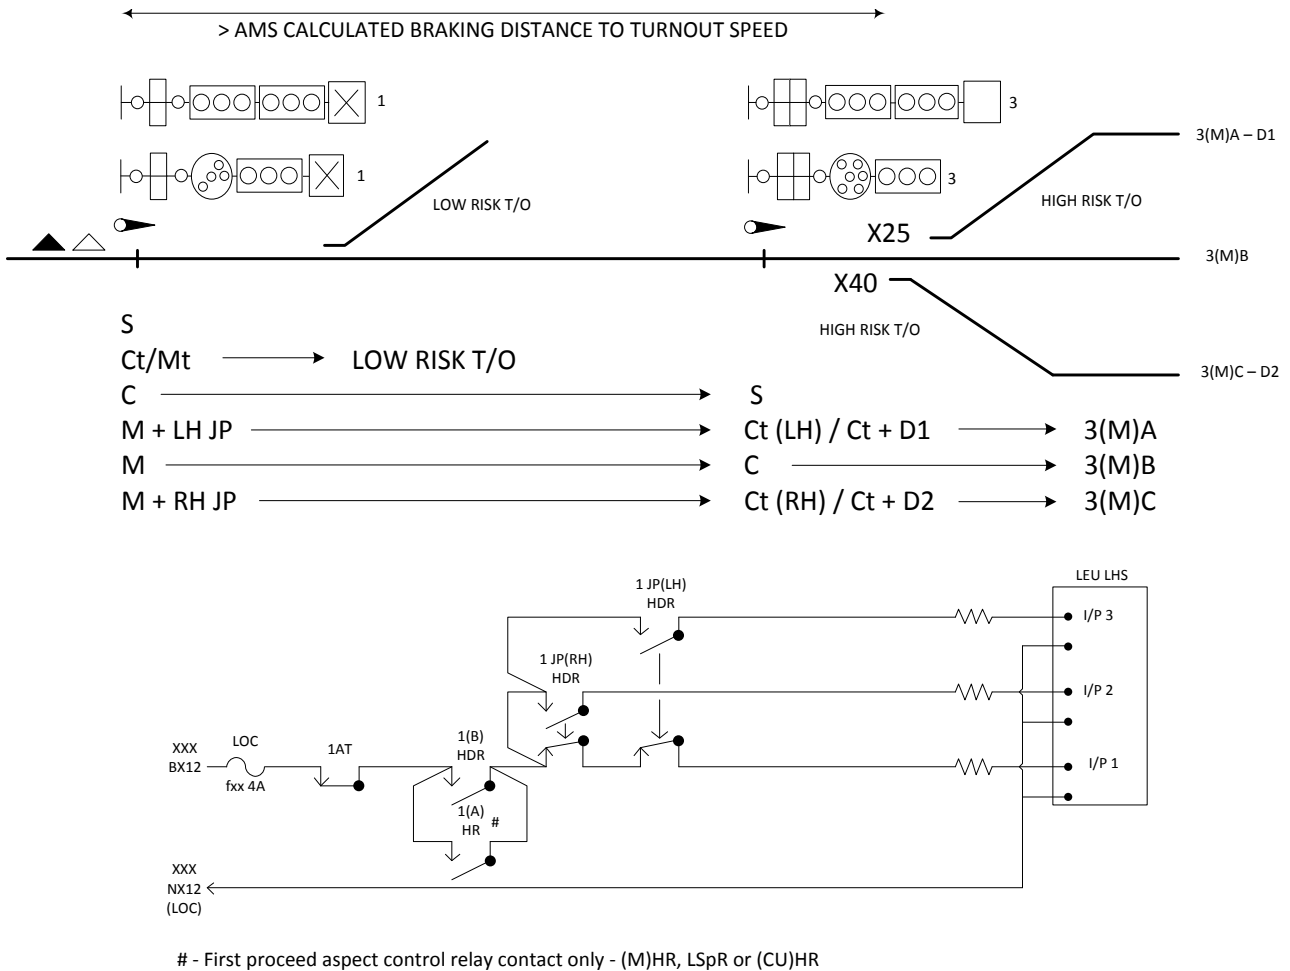 > AMS CALCULATED BRAKING DISTANCE TO TURNOUT SPEED
1
3
3(M)A – D1
1
3
LOW RISK T/O
HIGH RISK T/O
X25
3(M)B
X40
HIGH RISK T/O
S
Ct/Mt
LOW RISK T/O
3(M)C – D2
C
S
M + LH JP
Ct (LH) / Ct + D1
3(M)A
M
C
3(M)B
M + RH JP
Ct (RH) / Ct + D2
3(M)C
LEU LHS
1 JP(LH)
HDR
I/P 3
1 JP(RH)
HDR
I/P 2
XXX
BX12
LOC
fxx 4A
1AT
1(B)
HDR
I/P 1
1(A)
HR
#
XXX
NX12
(LOC)
# - First proceed aspect control relay contact only - (M)HR, LSpR or (CU)HR